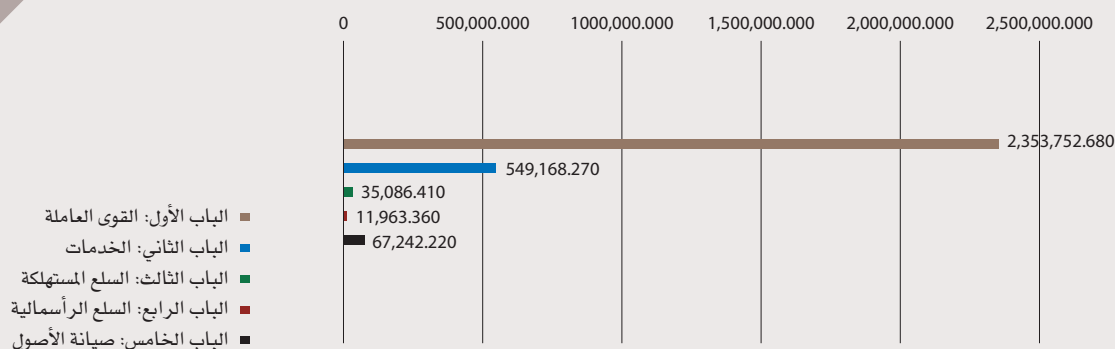 0 500,000.000 1000,000.000 1,500,000.000 2,000,000.000 2,500,000.000
2,353,752.680
549,168.270
35,086.410
11,963.360
67,242.220
الباب الأول: القوى العاملة
الباب الثاني: الخدمات
الباب الثالث: السلع المستهلكة
الباب الرابع: السلع الرأسمالية
الباب الخامس: صيانة الأصول